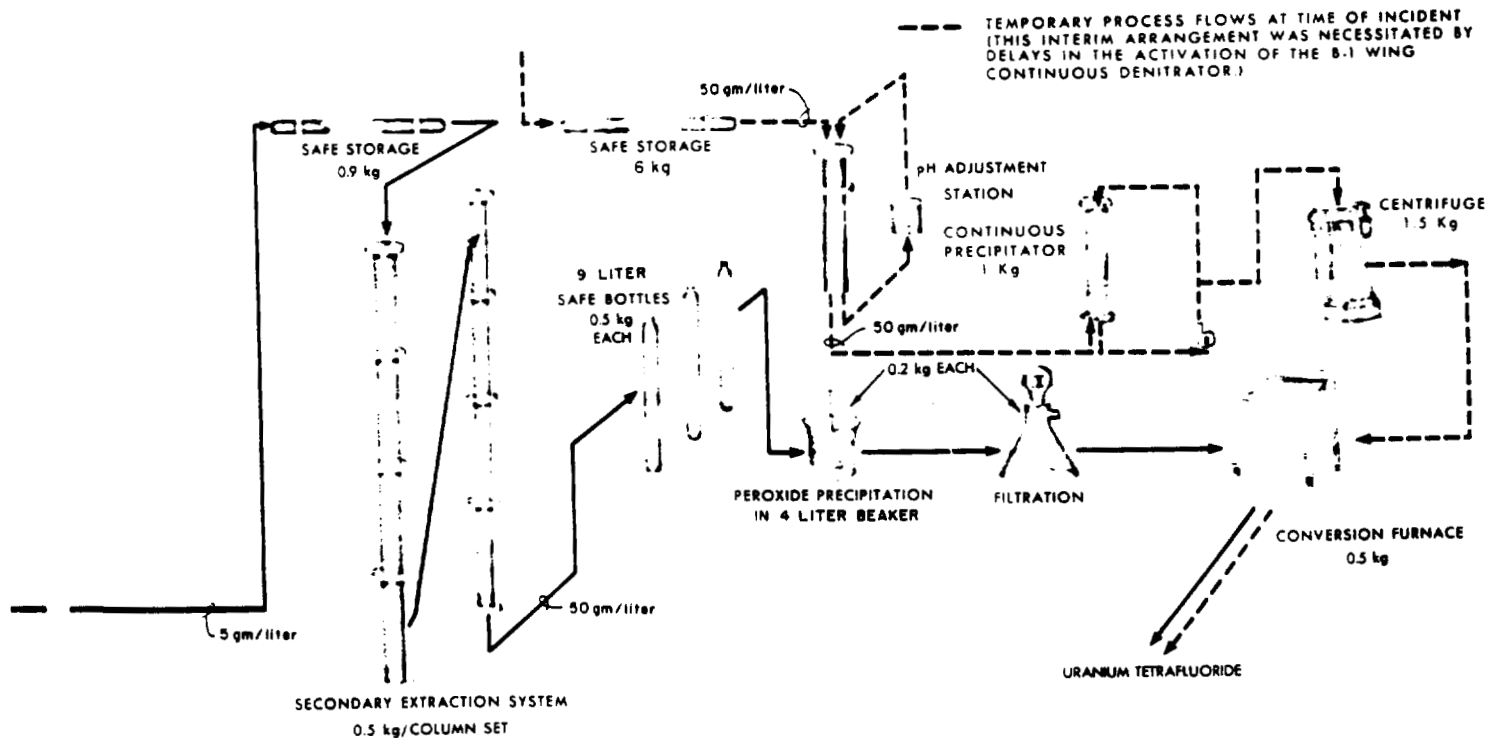 TEMPORARY PROCESS FLOWS AT TIME OF INCIDENT
(THIS INTERIM ARRANGEMENT WAS NECESSITATED BY
DELAYS IN THE ACTIVATION OF THE B-1 WING
CONTINUOUS DENITRATOR.)
50 gm/liter
SAFE STORAGE
0.9 kg
SAFE STORAGE
6 kg
pH ADJUSTMENT
STATION
CENTRIFUGE
1.5 Kg
CONTINUOUS
PRECIPITATOR
1 Kg
9 LITER
SAFE BOTTLES
0.5 kg
EACH
50 gm/liter
0.2 kg EACH
PEROXIDE PRECIPITATION
IN 4 LITER BEAKER
FILTRATION
CONVERSION FURNACE
0.5 kg
50 gm/liter
5 gm/liter
URANIUM TETRAFLUORIDE
SECONDARY EXTRACTION SYSTEM
0.5 kg/COLUMN SET